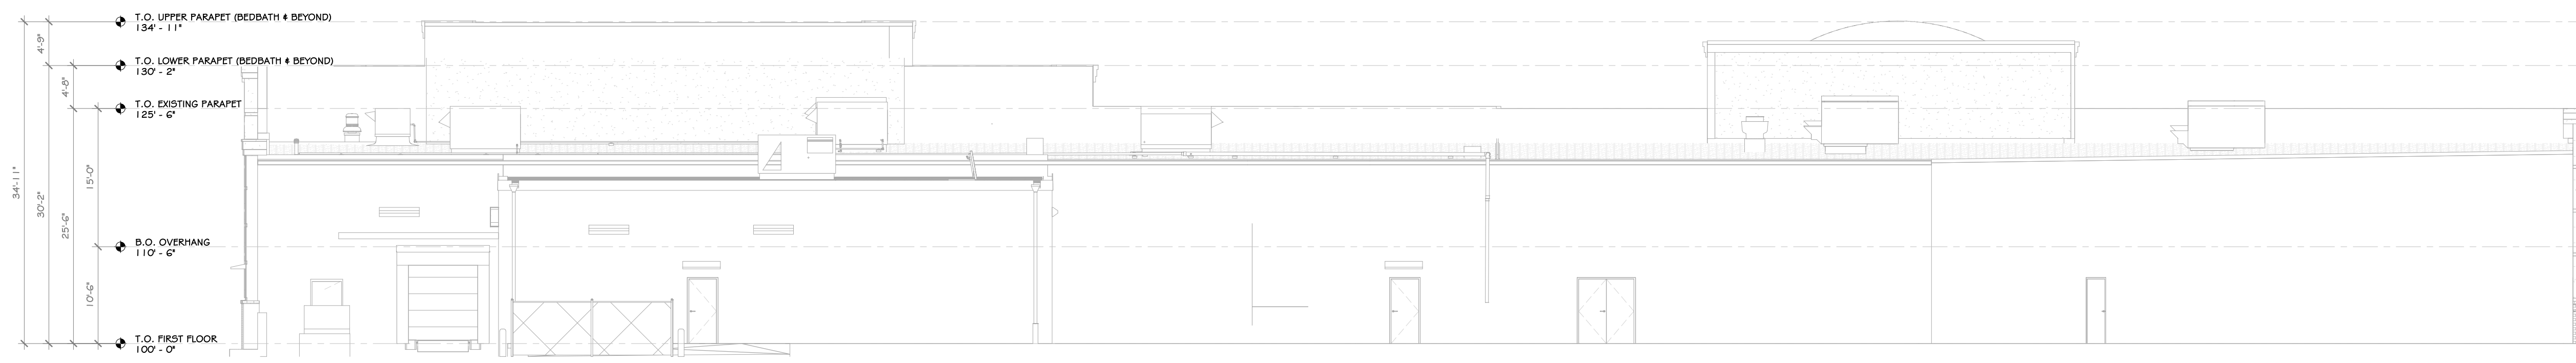 T.O. UPPER PARAPET (BEDBATH & BEYOND)
134' - 11"
T.O. LOWER PARAPET (BEDBATH & BEYOND)
130' - 2"
T.O. EXISTING PARAPET
125' - 6"
B.O. OVERHANG
110' - 6"
T.O. FIRST FLOOR
100' - 0"
34'-11"
4'-9"
30'-2"
4'-8"
25'-6"
15'-0"
10'-6"